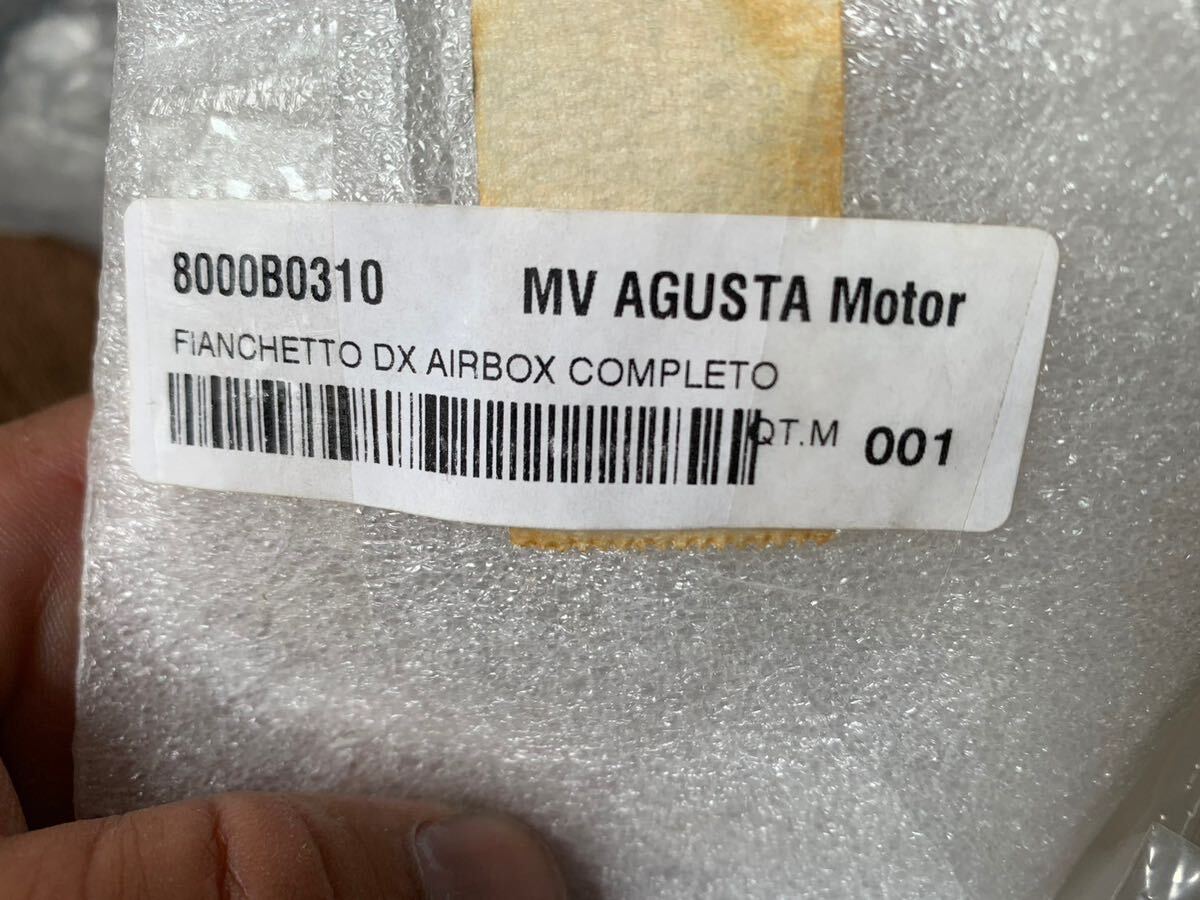 8000B0310 MV AGUSTA Motor
FIANCHETTO DX AIRBOX COMPLETO
QT.M 001